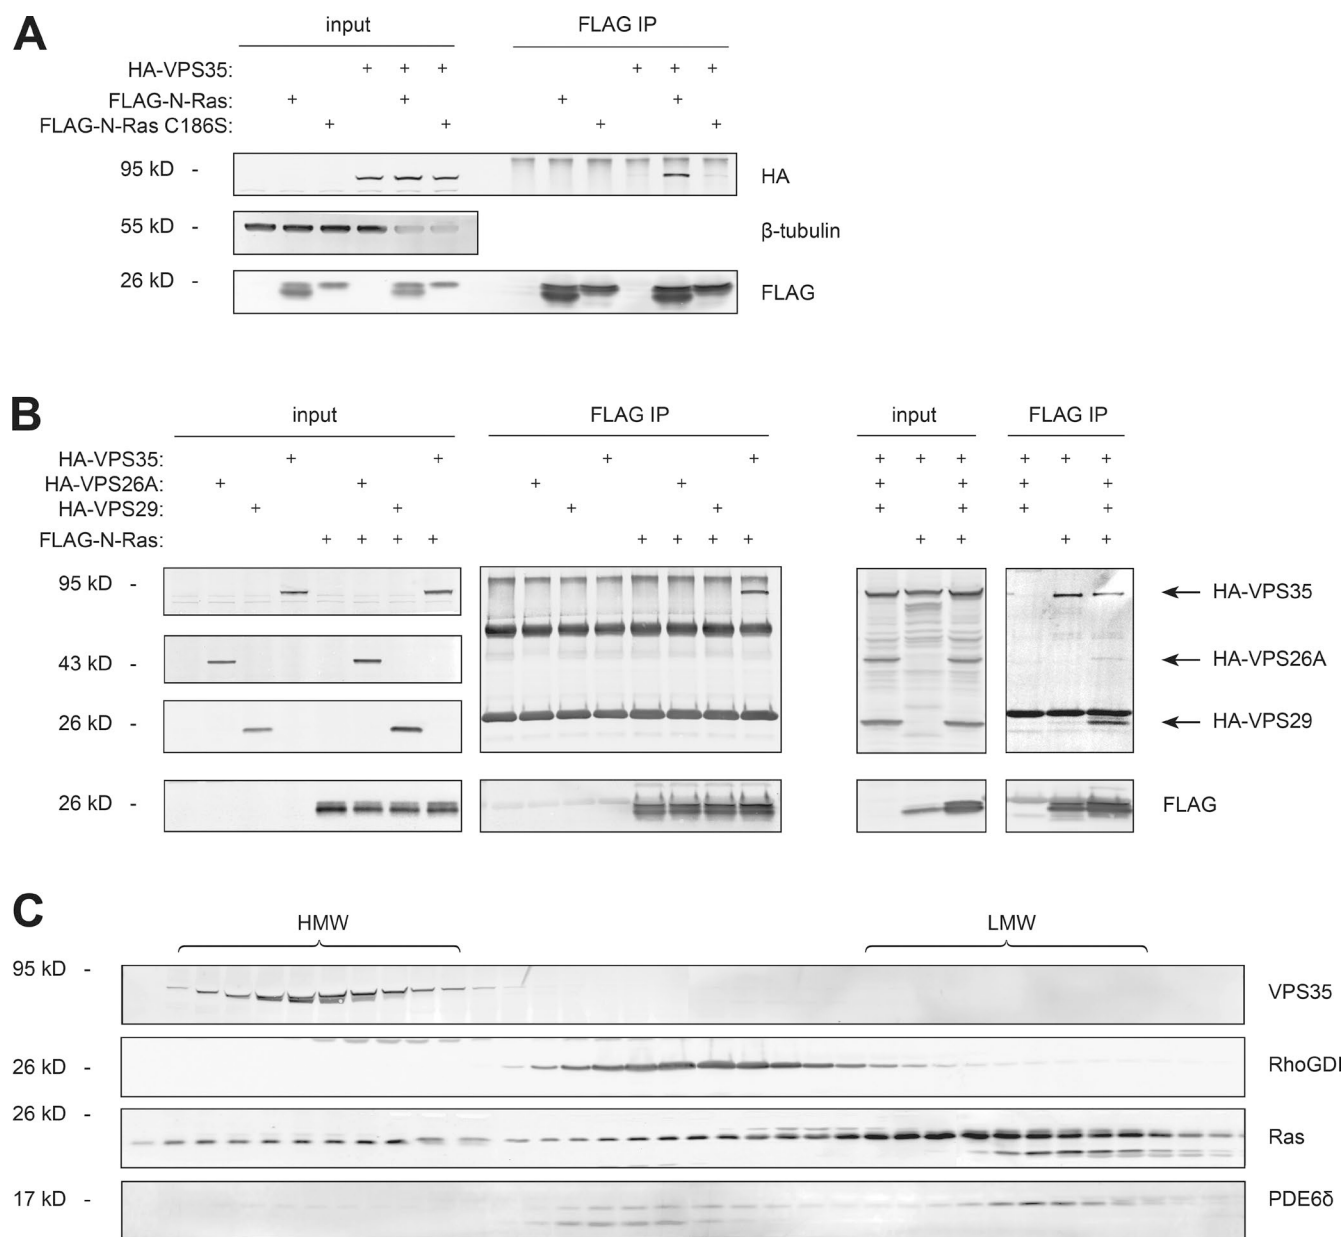 A
input FLAG IP
HA-VPS35: + + + + + +
FLAG-N-Ras: + + + +
FLAG-N-Ras C186S: + + + +
95 kD - HA
55 kD - β-tubulin
26 kD - FLAG
B
input FLAG IP input FLAG IP
HA-VPS35: + + + + + + + + + +
HA-VPS26A: + + + + + + + +
HA-VPS29: + + + + + + + +
FLAG-N-Ras: + + + + + + + + + + + +
95 kD - HA-VPS35
43 kD - HA-VPS26A
26 kD - HA-VPS29
26 kD - FLAG
C
HMW LMW
95 kD - VPS35
26 kD - RhoGDI
26 kD - Ras
17 kD - PDE6δ